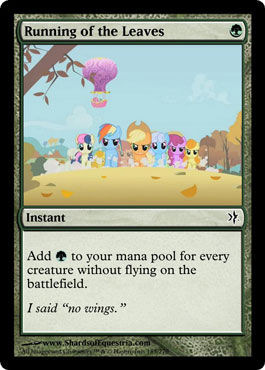 Running of the Leaves
Instant
Add to your mana pool for every
creature without flying on the
battlefield.
I said "no wings."
www.ShardsofEquestria.com